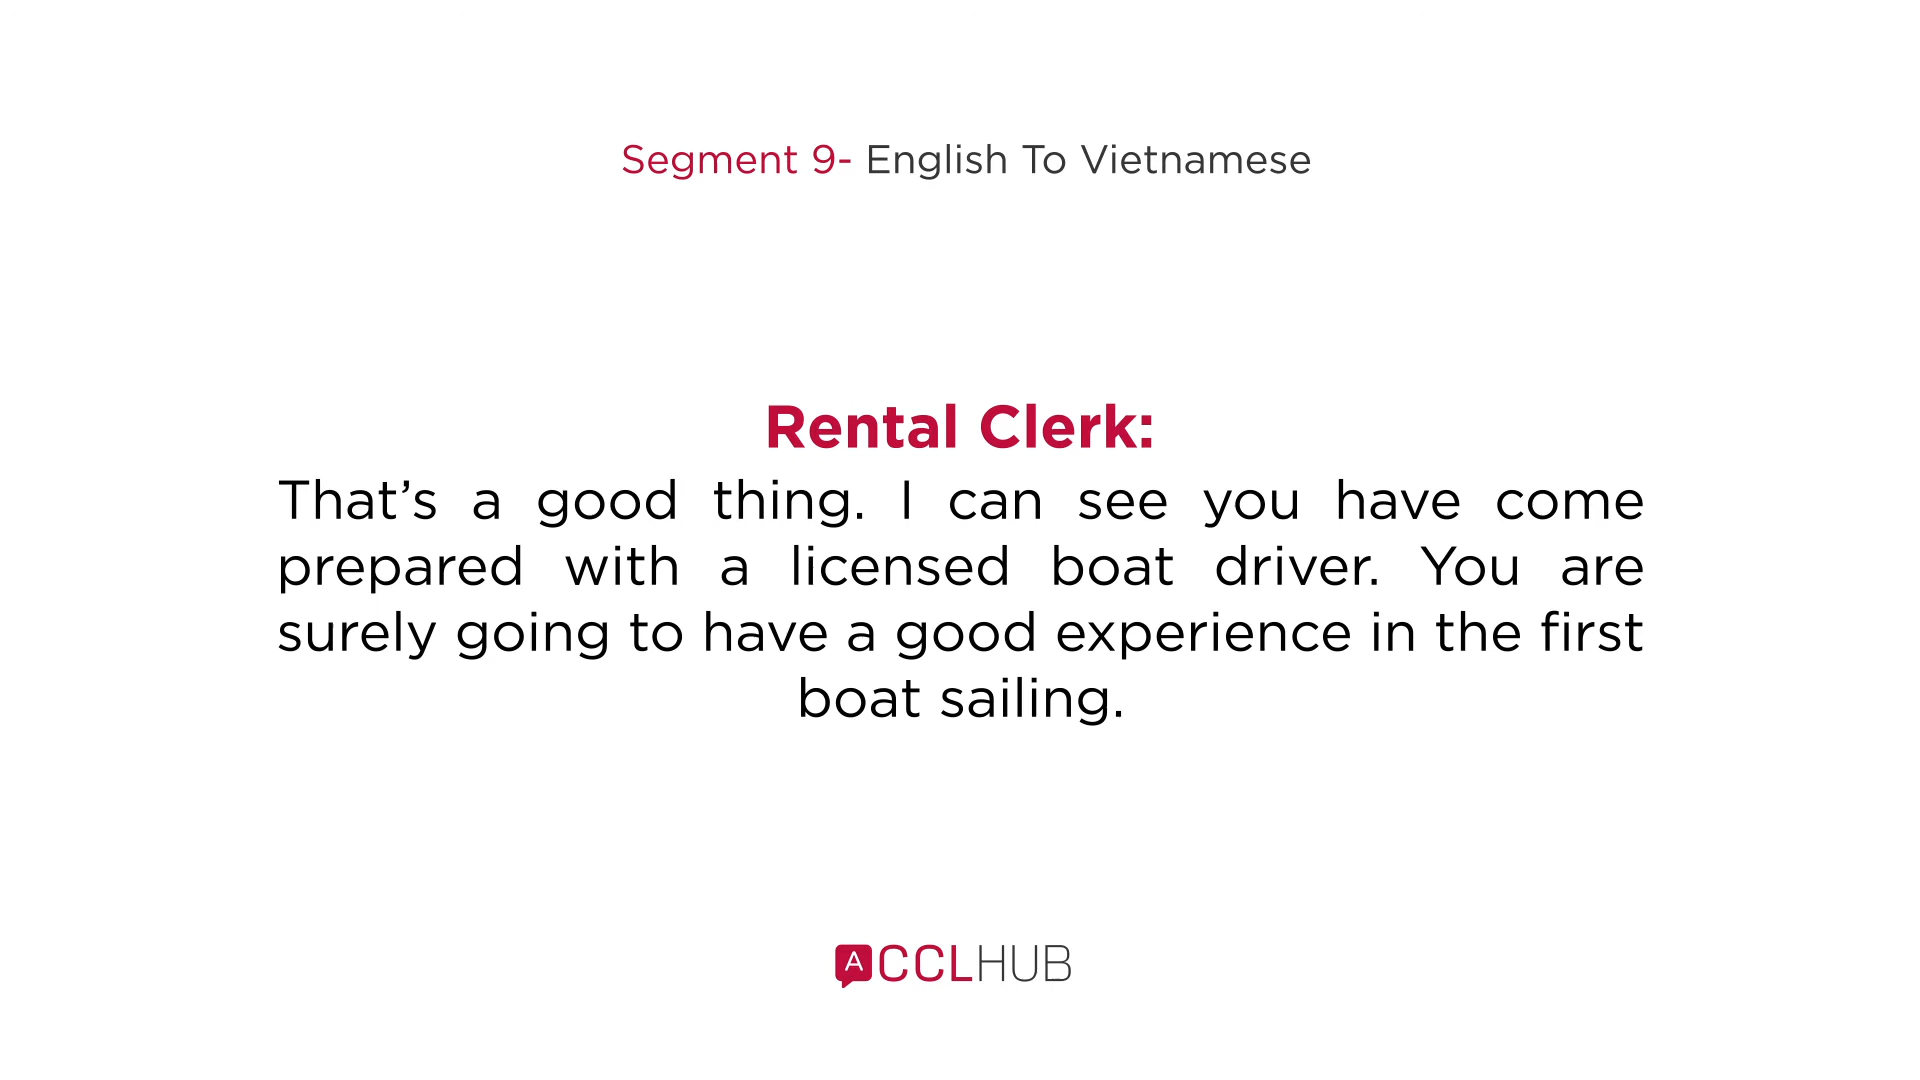 Segment 9- English To Vietnamese
Rental Clerk:
That’s a good thing. I can see you have come
prepared with a licensed boat driver. You are
surely going to have a good experience in the first
boat sailing.
A CCLHUB